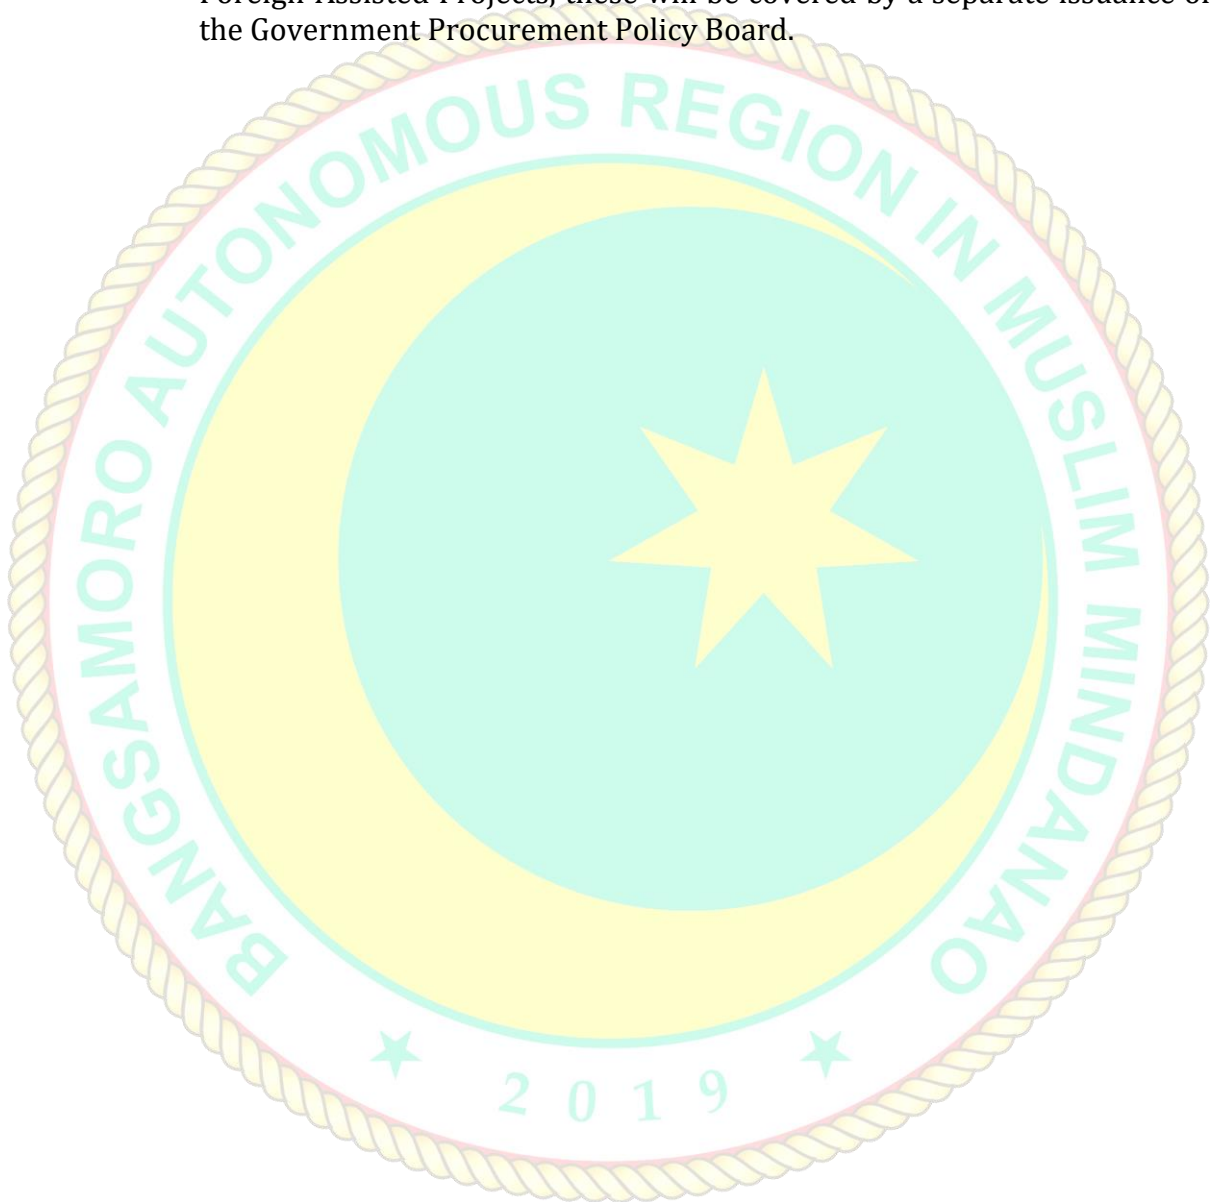 Foreign-Assisted Projects, these will be covered by a separate issuance of
the Government Procurement Policy Board.
BANGSAMORO AUTONOMOUS REGION IN MUSLIM MINDANAO
2019